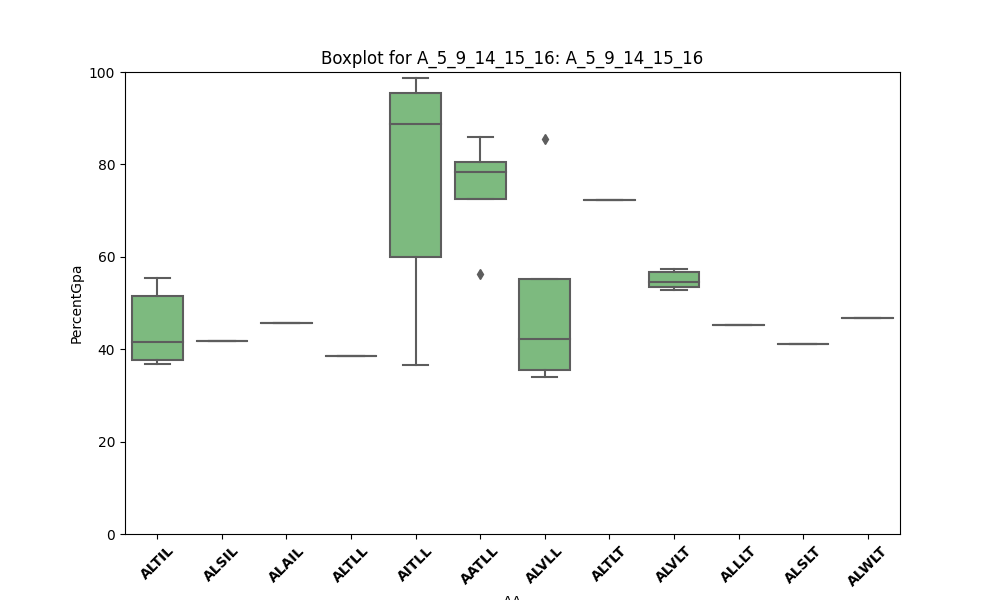 Boxplot for A_5_9_14_15_16: A_5_9_14_15_16
100
80
60
40
20
0
PercentGpa
ALTIL
ALSIL
ALAIL
ALTLL
AITLL
AATLL
ALVLL
ALTLT
ALVLT
ALLLT
ALSLT
ALWLT
AA